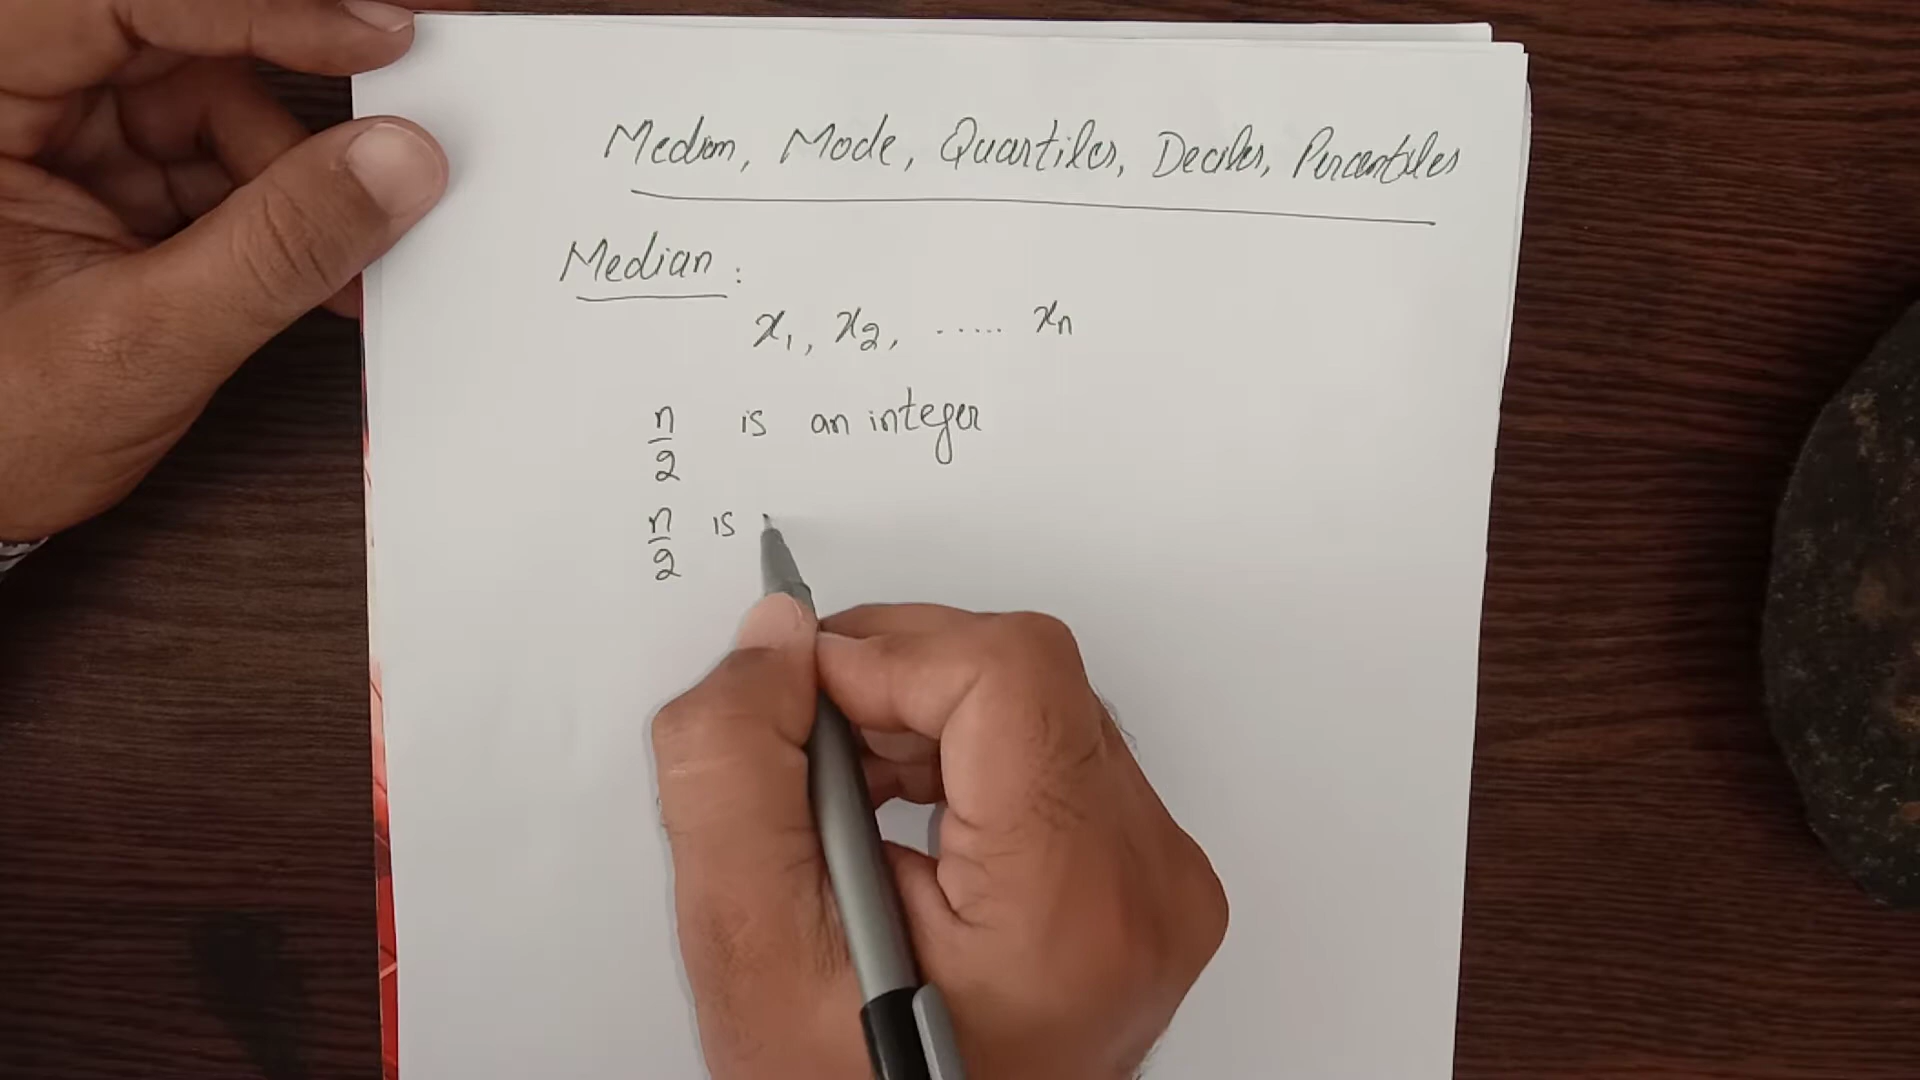 Median, Mode, Quartiles, Deciles, Percentiles
Median :
x₁, x₂, ..... xₙ
n/2 is an integer
n/2 is